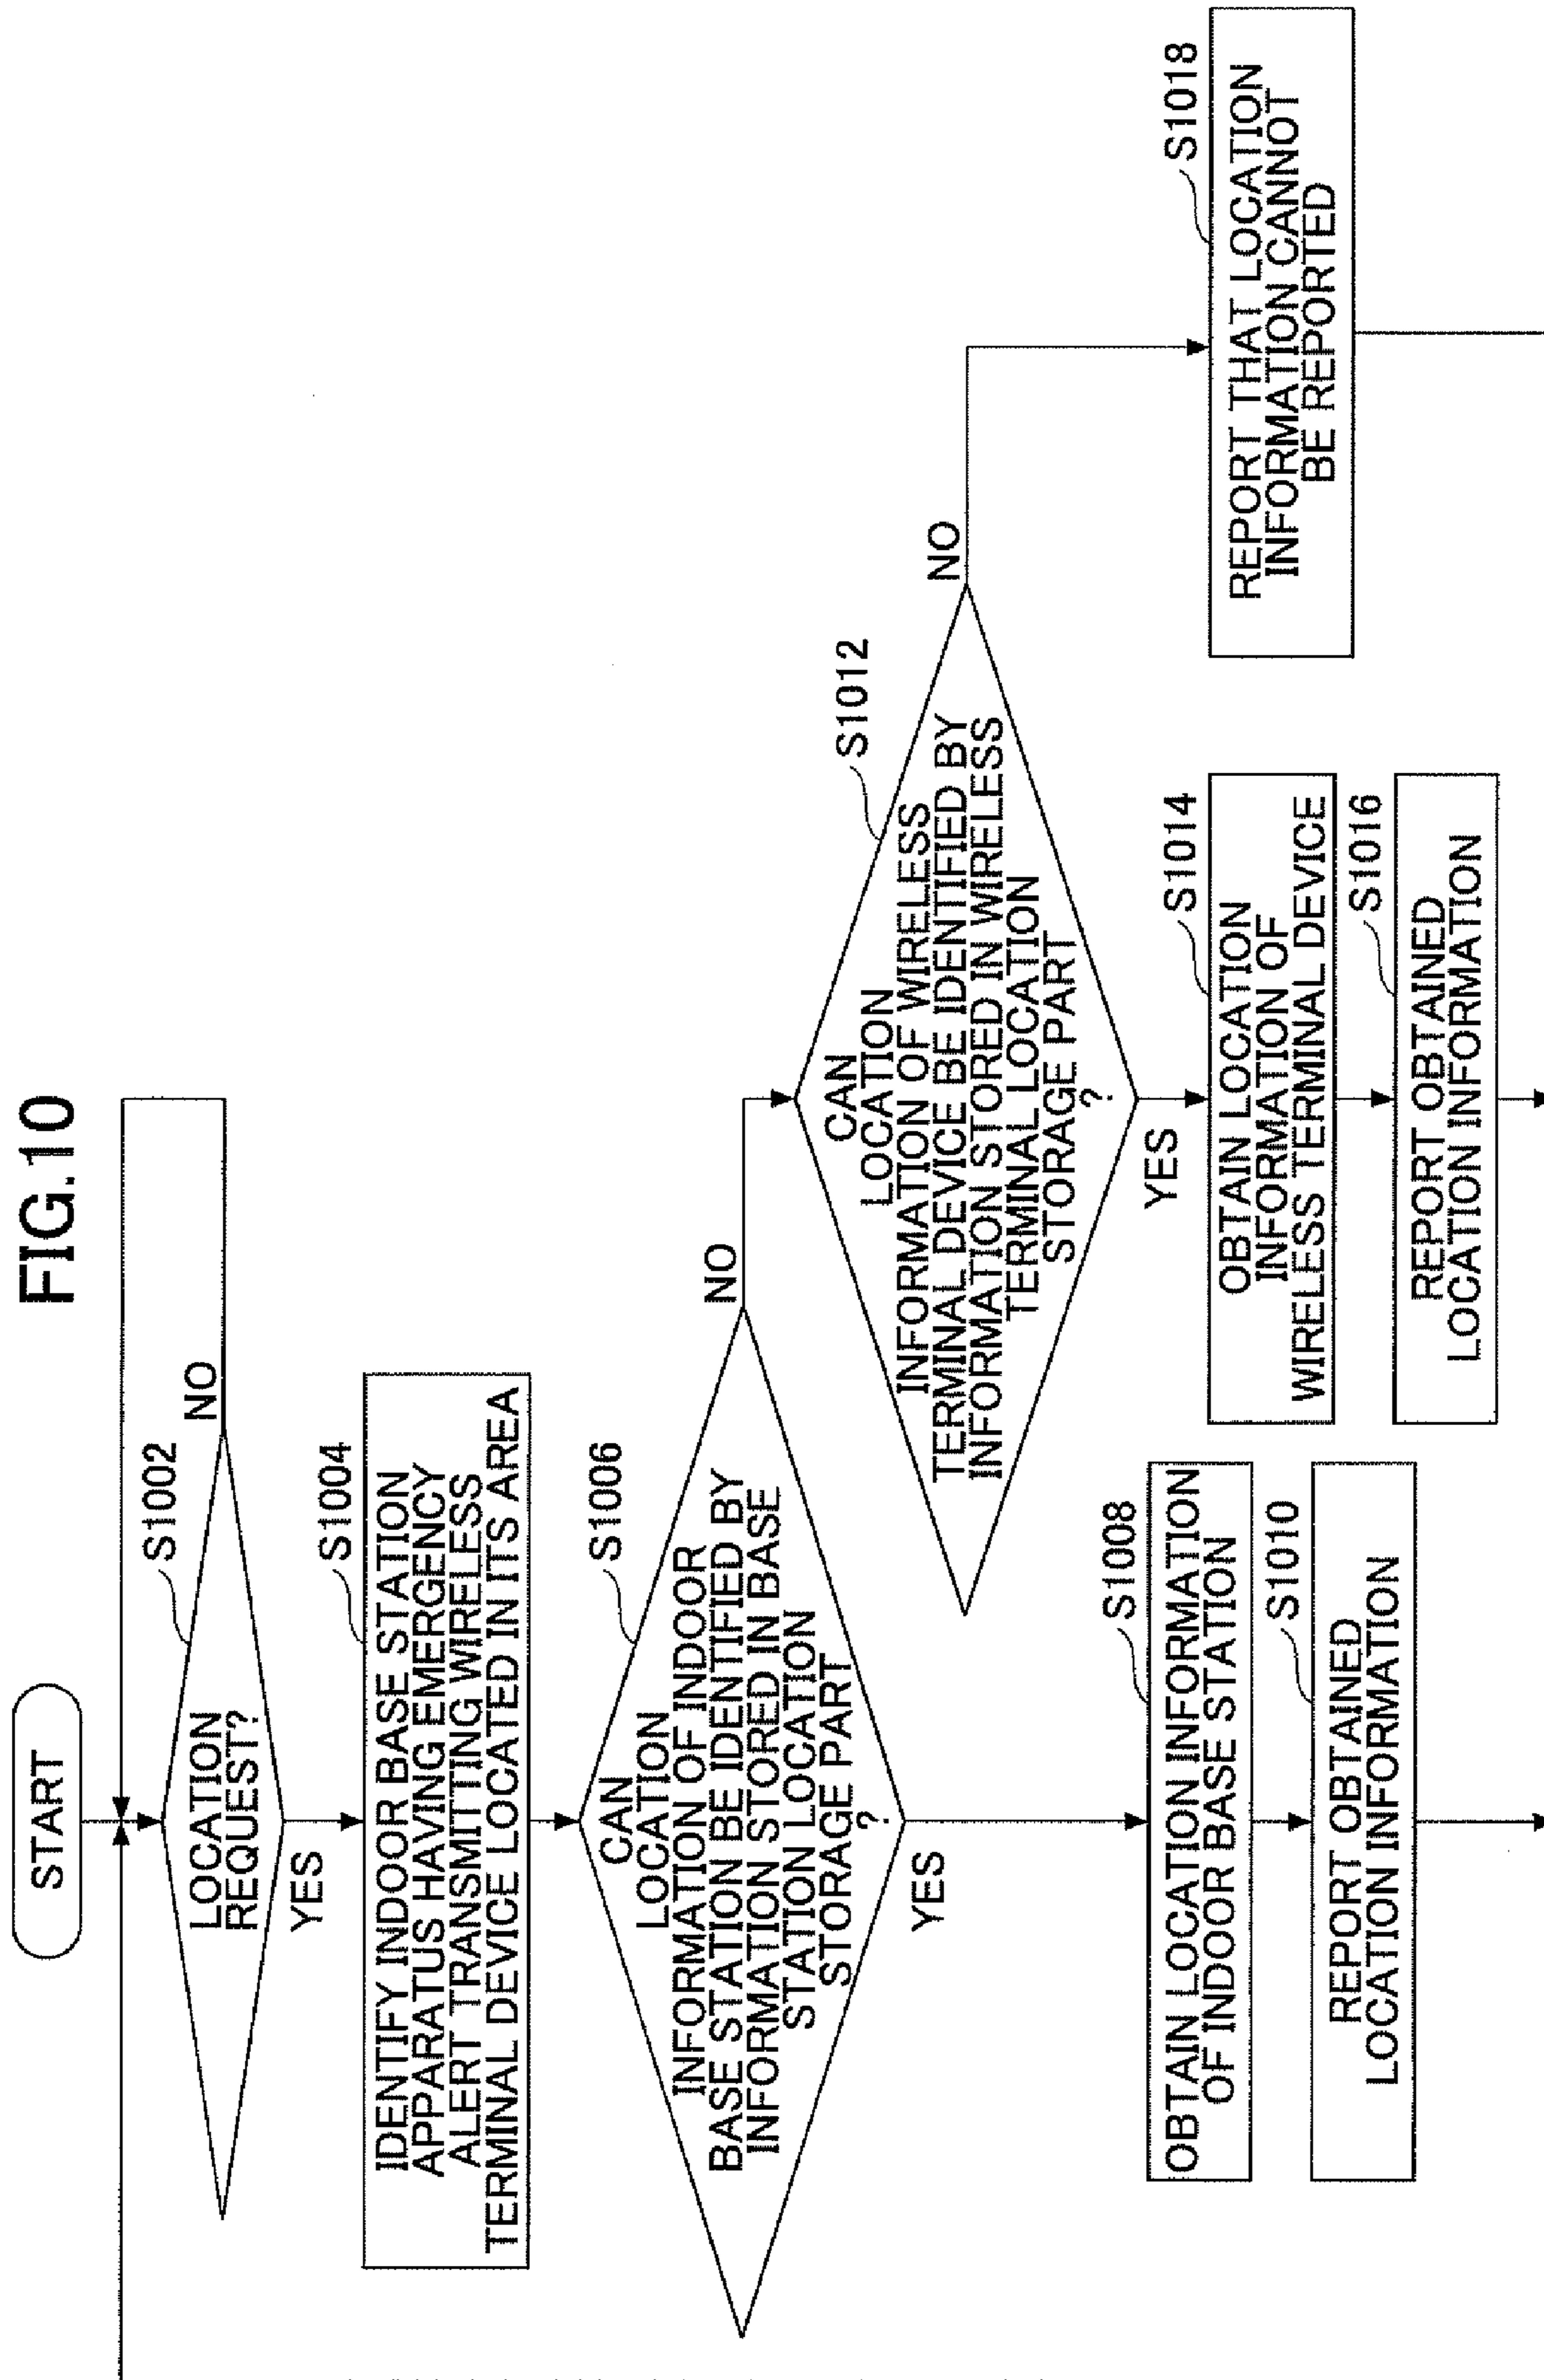 FIG.10
START
LOCATION
REQUEST?
S1002
NO
YES
IDENTIFY INDOOR BASE STATION
APPARATUS HAVING EMERGENCY
ALERT TRANSMITTING WIRELESS
TERMINAL DEVICE LOCATED IN ITS AREA
S1004
CAN
LOCATION
INFORMATION OF INDOOR
BASE STATION BE IDENTIFIED BY
INFORMATION STORED IN BASE
STATION LOCATION
STORAGE PART
?
S1006
NO
YES
OBTAIN LOCATION INFORMATION
OF INDOOR BASE STATION
S1008
REPORT OBTAINED
LOCATION INFORMATION
S1010
CAN
LOCATION
INFORMATION OF WIRELESS
TERMINAL DEVICE BE IDENTIFIED BY
INFORMATION STORED IN WIRELESS
TERMINAL LOCATION
STORAGE PART
?
S1012
NO
YES
OBTAIN LOCATION
INFORMATION OF
WIRELESS TERMINAL DEVICE
S1014
REPORT OBTAINED
LOCATION INFORMATION
S1016
REPORT THAT LOCATION
INFORMATION CANNOT
BE REPORTED
S1018